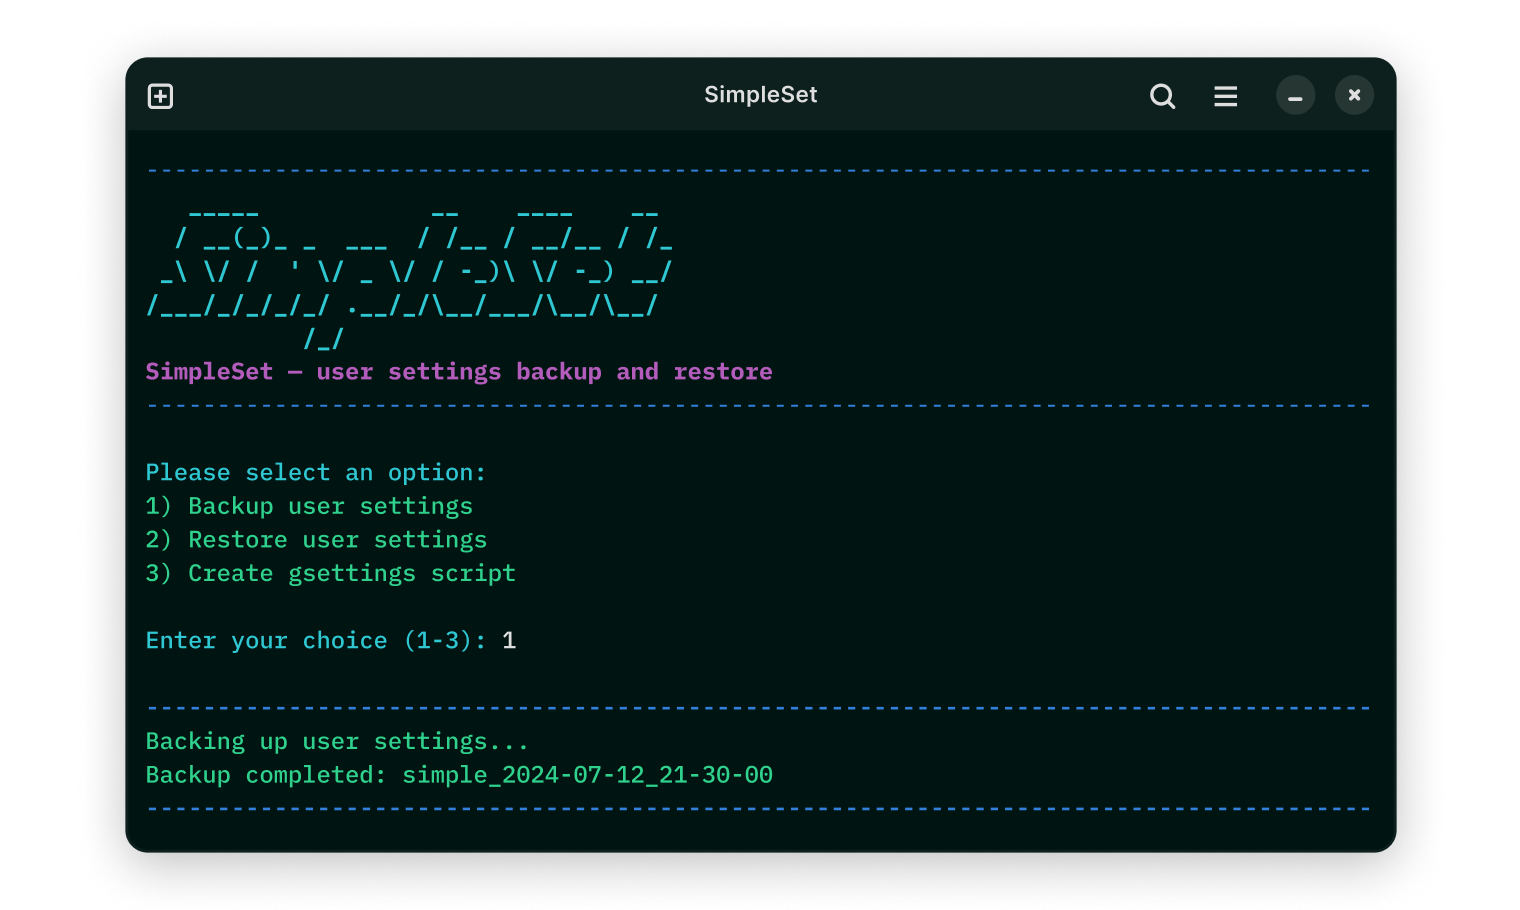 SimpleSet
--------------------------------------------------------------------------------------
   _____            __    ____    __
  / __(_)_ _  ___  / /__ / __/__ / /_
 _\ \/ /  ' \/ _ \/ / -_)\ \/ -_) __/
/___/_/_/_/_/ .__/_/\__/___/\__/\__/
           /_/
SimpleSet — user settings backup and restore
--------------------------------------------------------------------------------------
Please select an option:
1) Backup user settings
2) Restore user settings
3) Create gsettings script
Enter your choice (1-3): 1
--------------------------------------------------------------------------------------
Backing up user settings...
Backup completed: simple_2024-07-12_21-30-00
--------------------------------------------------------------------------------------